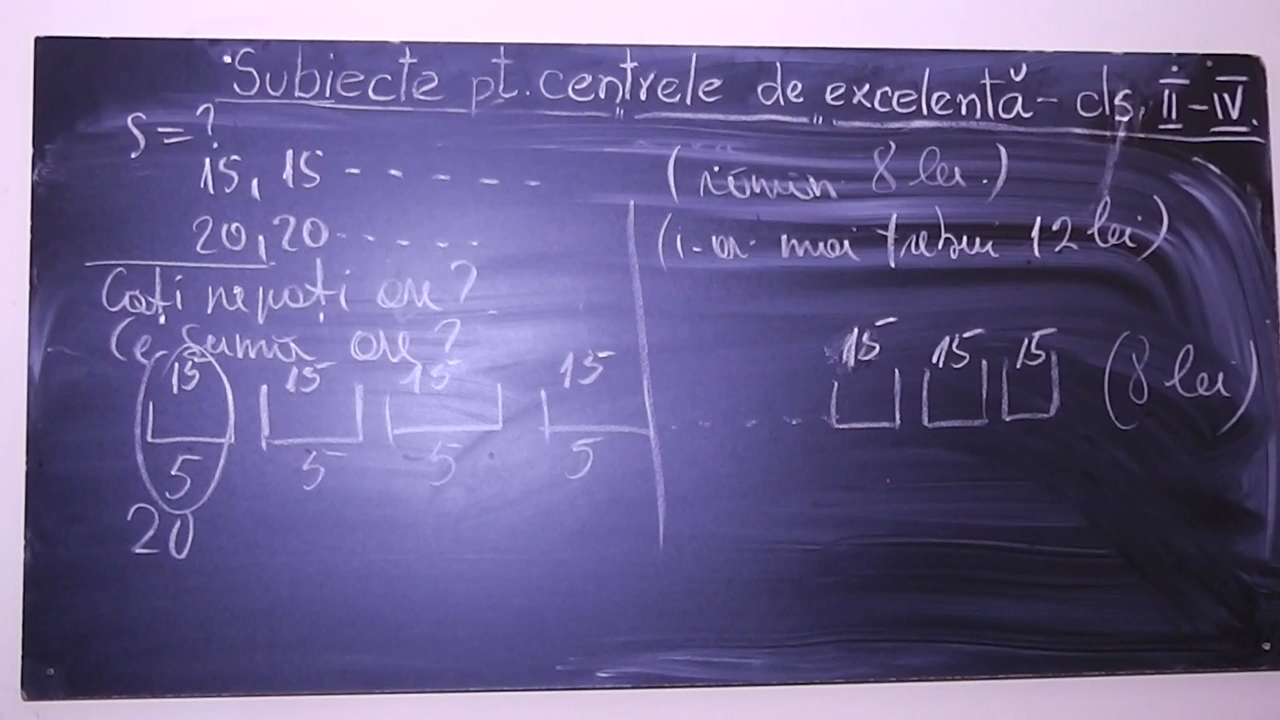 Subiecte pt. centrele de excelentă - cls. II - IV.
S = ?
15, 15 - - - - - - (rămân 8 lei.)
20, 20 - - - - - (i-ar mai trebui 12 lei)
Câți nepoți are?
Ce sumă are?
15 15 15 15 15 15 15 (8 lei)
5 5 5 5
20